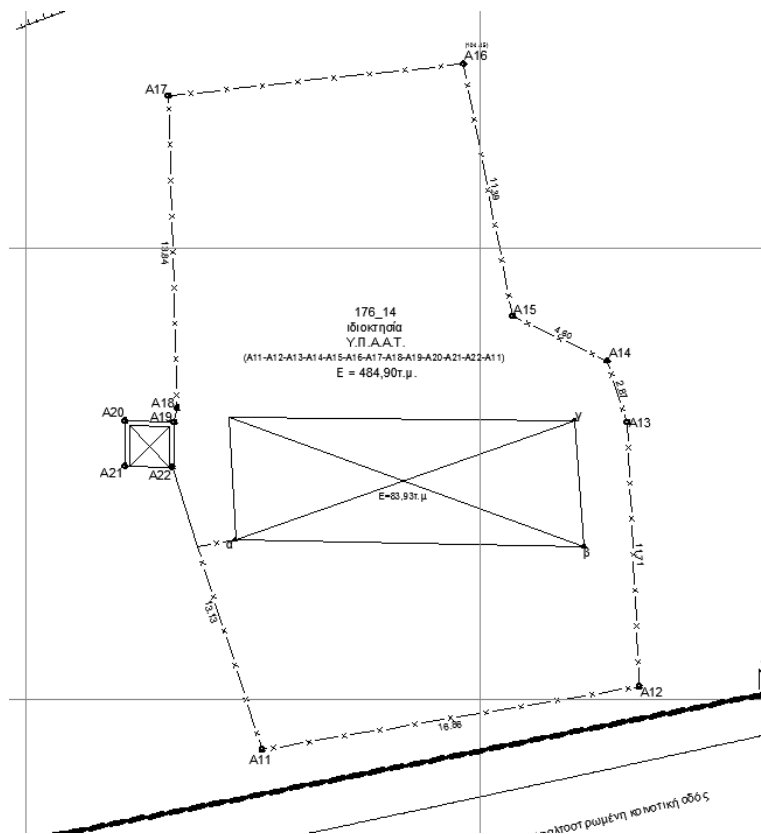 A16
A17
11,39
13,84
A15
176_14
ιδιοκτησία
Υ.Π.Α.Α.Τ.
(A11-A12-A13-A14-A15-A16-A17-A18-A19-A20-A21-A22-A11)
E = 484,90τ.μ.
4,60
A14
2,87
A18
A20
A19
γ
A13
A21
A22
E=83,93τ.μ
α
β
11,71
13,13
A12
16,86
A11
κοινοτική οδός